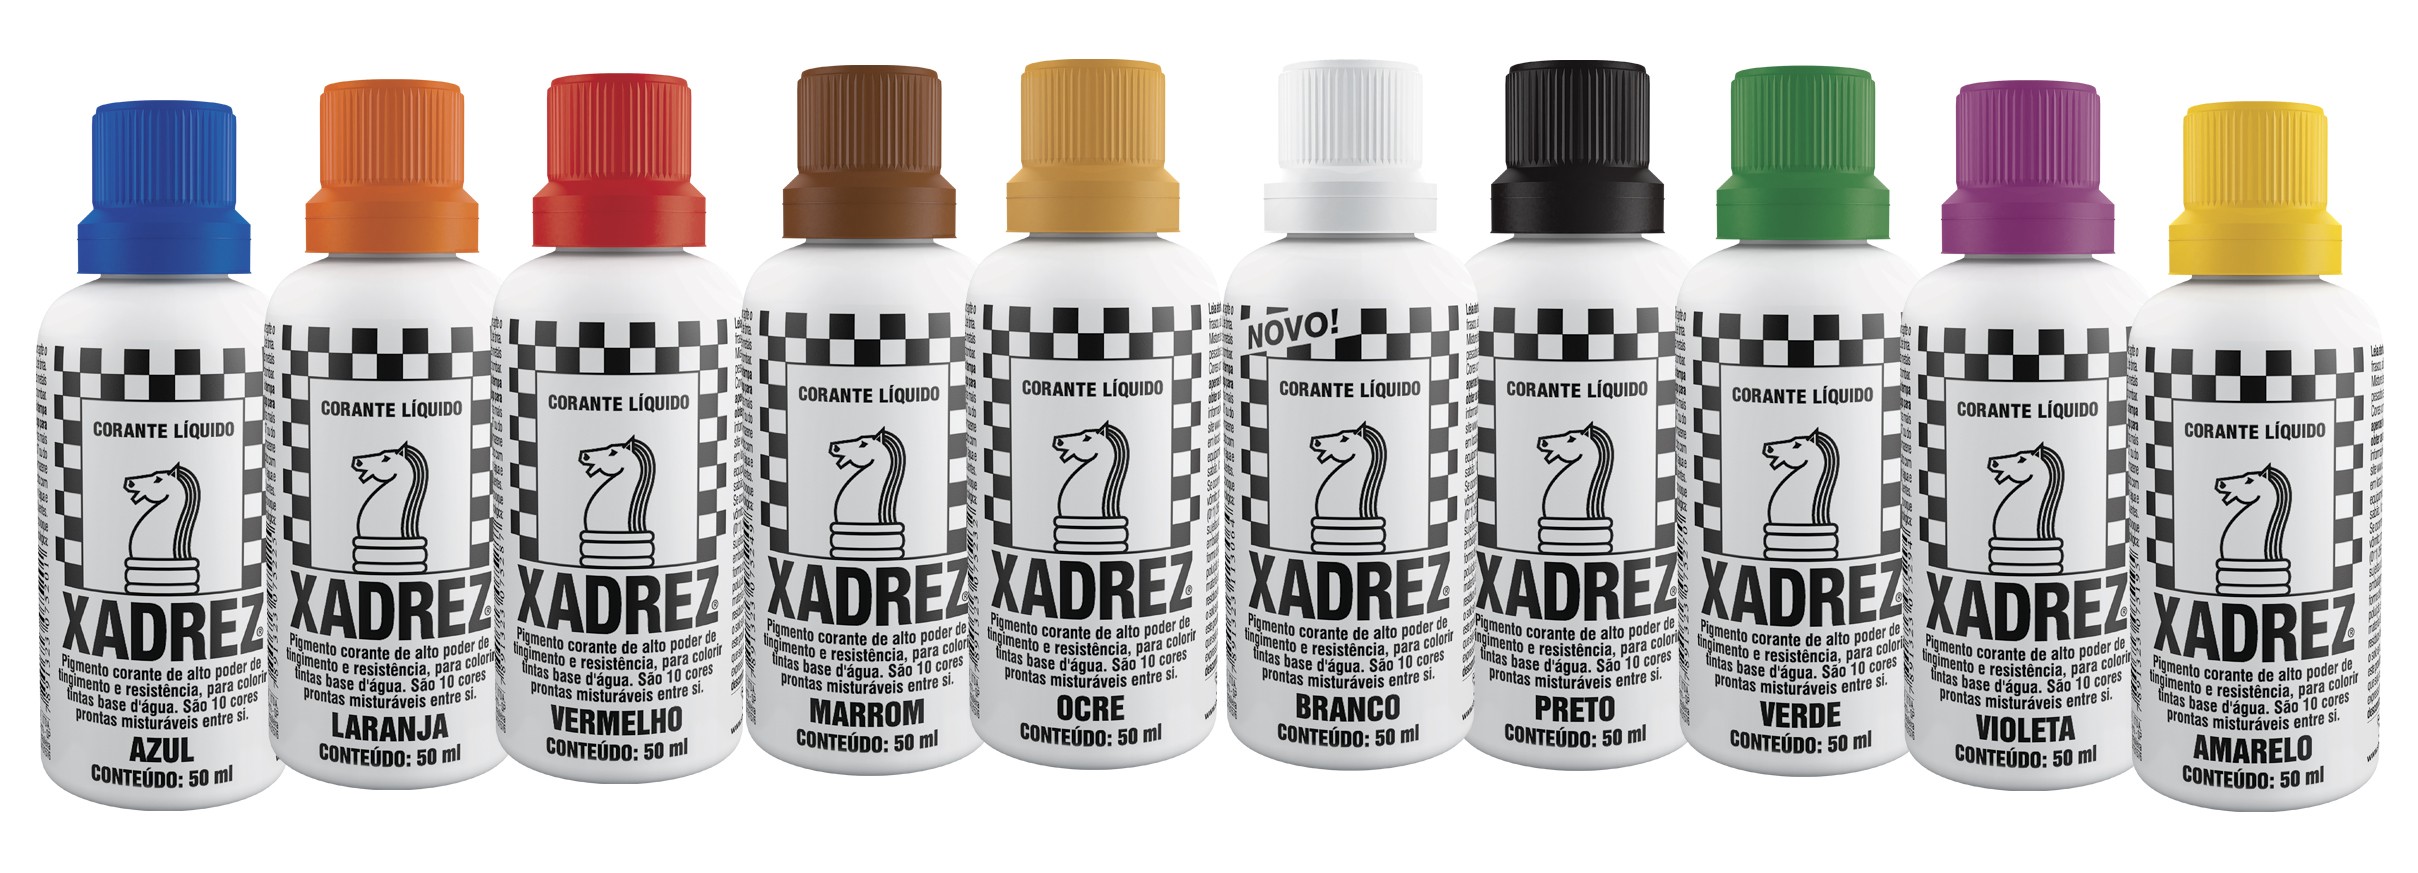 CORANTE LÍQUIDO
XADREZ®
Pigmento corante de alto poder de
tingimento e resistência, para colorir
tintas base d'água. São 10 cores
prontas misturáveis entre si.
AZUL
CONTEÚDO: 50 ml
CORANTE LÍQUIDO
XADREZ®
Pigmento corante de alto poder de
tingimento e resistência, para colorir
tintas base d'água. São 10 cores
prontas misturáveis entre si.
LARANJA
CONTEÚDO: 50 ml
CORANTE LÍQUIDO
XADREZ®
Pigmento corante de alto poder de
tingimento e resistência, para colorir
tintas base d'água. São 10 cores
prontas misturáveis entre si.
VERMELHO
CONTEÚDO: 50 ml
CORANTE LÍQUIDO
XADREZ®
Pigmento corante de alto poder de
tingimento e resistência, para colorir
tintas base d'água. São 10 cores
prontas misturáveis entre si.
MARROM
CONTEÚDO: 50 ml
CORANTE LÍQUIDO
XADREZ®
Pigmento corante de alto poder de
tingimento e resistência, para colorir
tintas base d'água. São 10 cores
prontas misturáveis entre si.
OCRE
CONTEÚDO: 50 ml
NOVO!
CORANTE LÍQUIDO
XADREZ®
Pigmento corante de alto poder de
tingimento e resistência, para colorir
tintas base d'água. São 10 cores
prontas misturáveis entre si.
BRANCO
CONTEÚDO: 50 ml
CORANTE LÍQUIDO
XADREZ®
Pigmento corante de alto poder de
tingimento e resistência, para colorir
tintas base d'água. São 10 cores
prontas misturáveis entre si.
PRETO
CONTEÚDO: 50 ml
CORANTE LÍQUIDO
XADREZ®
Pigmento corante de alto poder de
tingimento e resistência, para colorir
tintas base d'água. São 10 cores
prontas misturáveis entre si.
VERDE
CONTEÚDO: 50 ml
CORANTE LÍQUIDO
XADREZ®
Pigmento corante de alto poder de
tingimento e resistência, para colorir
tintas base d'água. São 10 cores
prontas misturáveis entre si.
VIOLETA
CONTEÚDO: 50 ml
CORANTE LÍQUIDO
XADREZ®
Pigmento corante de alto poder de
tingimento e resistência, para colorir
tintas base d'água. São 10 cores
prontas misturáveis entre si.
AMARELO
CONTEÚDO: 50 ml